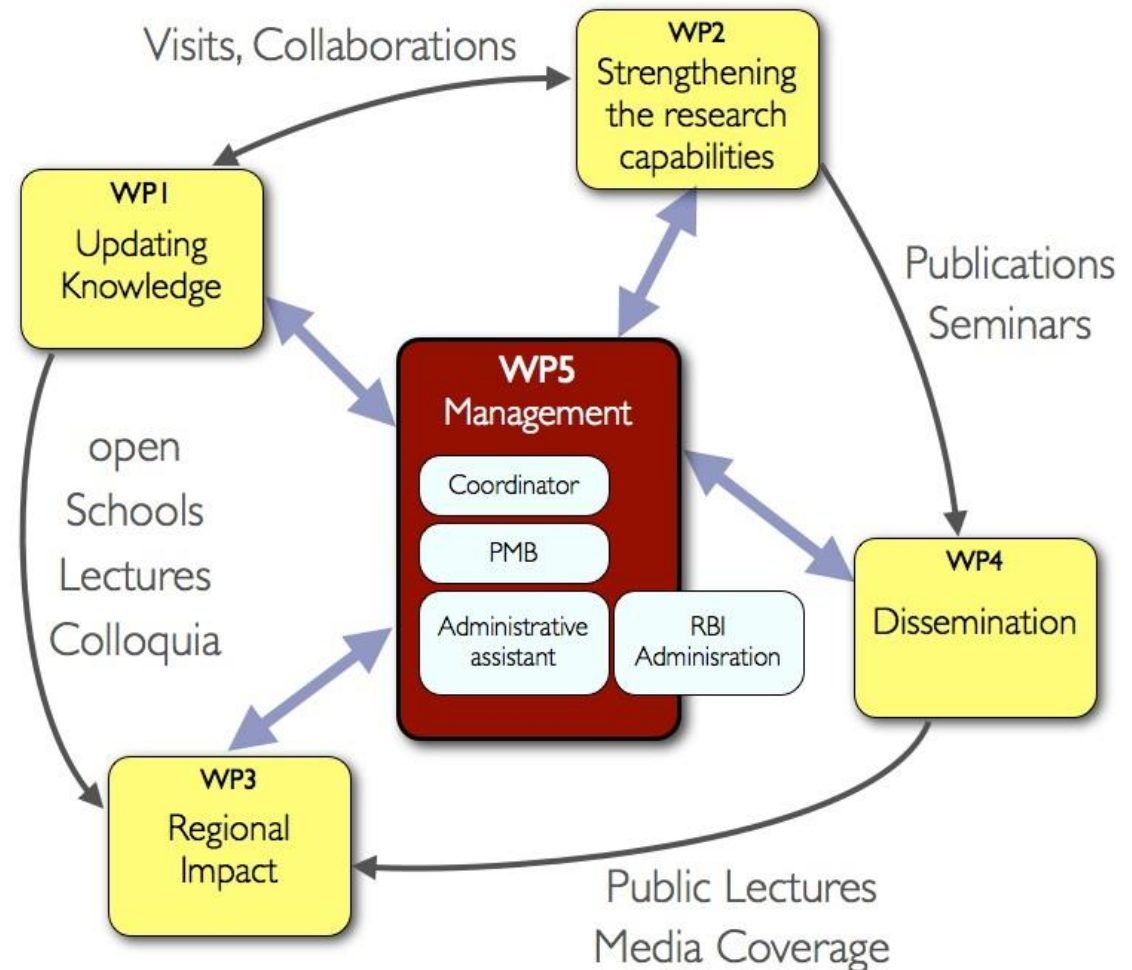 Visits, Collaborations
WP2
Strengthening
the research
capabilities
WP1
Updating
Knowledge
Publications
Seminars
WP5
Management
Coordinator
PMB
Administrative
assistant
RBI
Adminisration
open
Schools
Lectures
Colloquia
WP4
Dissemination
WP3
Regional
Impact
Public Lectures
Media Coverage